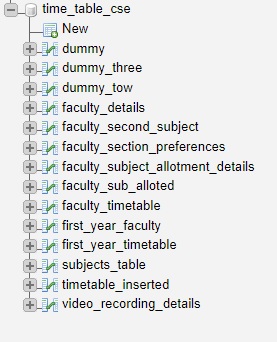 time_table_cse
New
dummy
dummy_three
dummy_tow
faculty_details
faculty_second_subject
faculty_section_preferences
faculty_subject_allotment_details
faculty_sub_alloted
faculty_timetable
first_year_faculty
first_year_timetable
subjects_table
timetable_inserted
video_recording_details